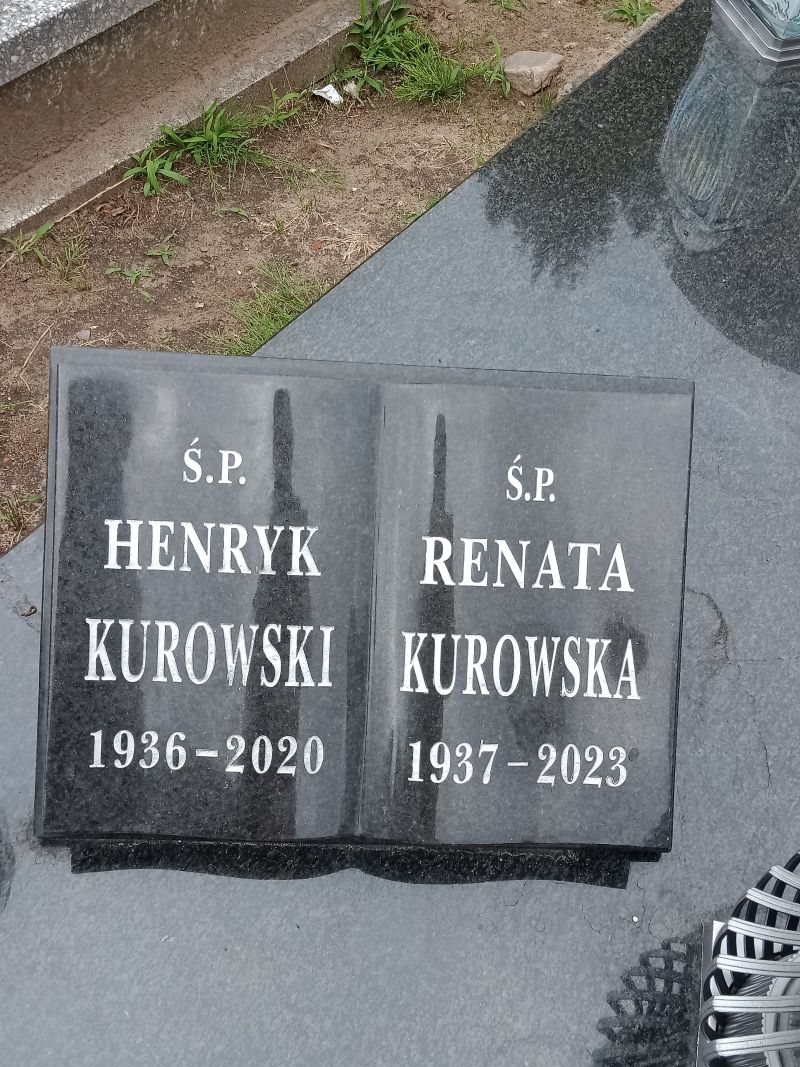 Ś.P.
HENRYK
KUROWSKI
1936-2020
Ś.P.
RENATA
KUROWSKA
1937-2023